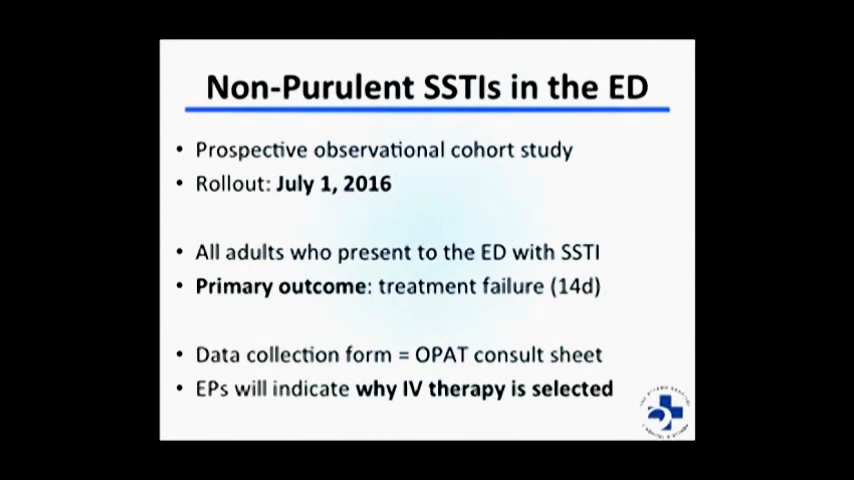 Non-Purulent SSTIs in the ED
• Prospective observational cohort study
• Rollout: July 1, 2016
• All adults who present to the ED with SSTI
• Primary outcome: treatment failure (14d)
• Data collection form = OPAT consult sheet
• EPs will indicate why IV therapy is selected